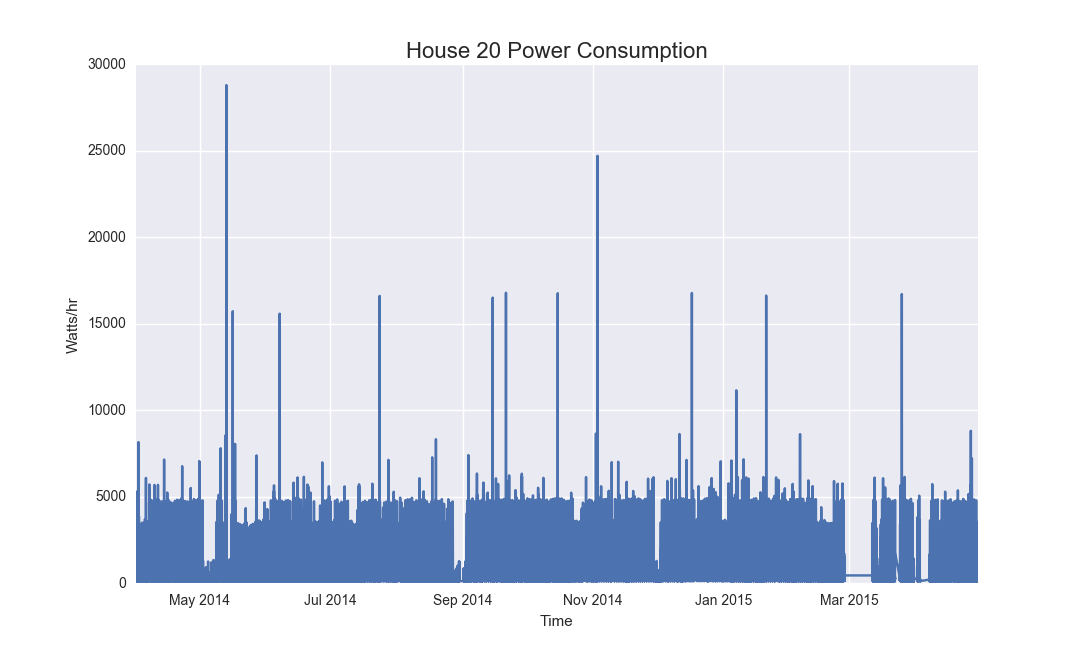 House 20 Power Consumption
30000
25000
20000
15000
10000
5000
0
Watts/hr
May 2014 Jul 2014 Sep 2014 Nov 2014 Jan 2015 Mar 2015
Time